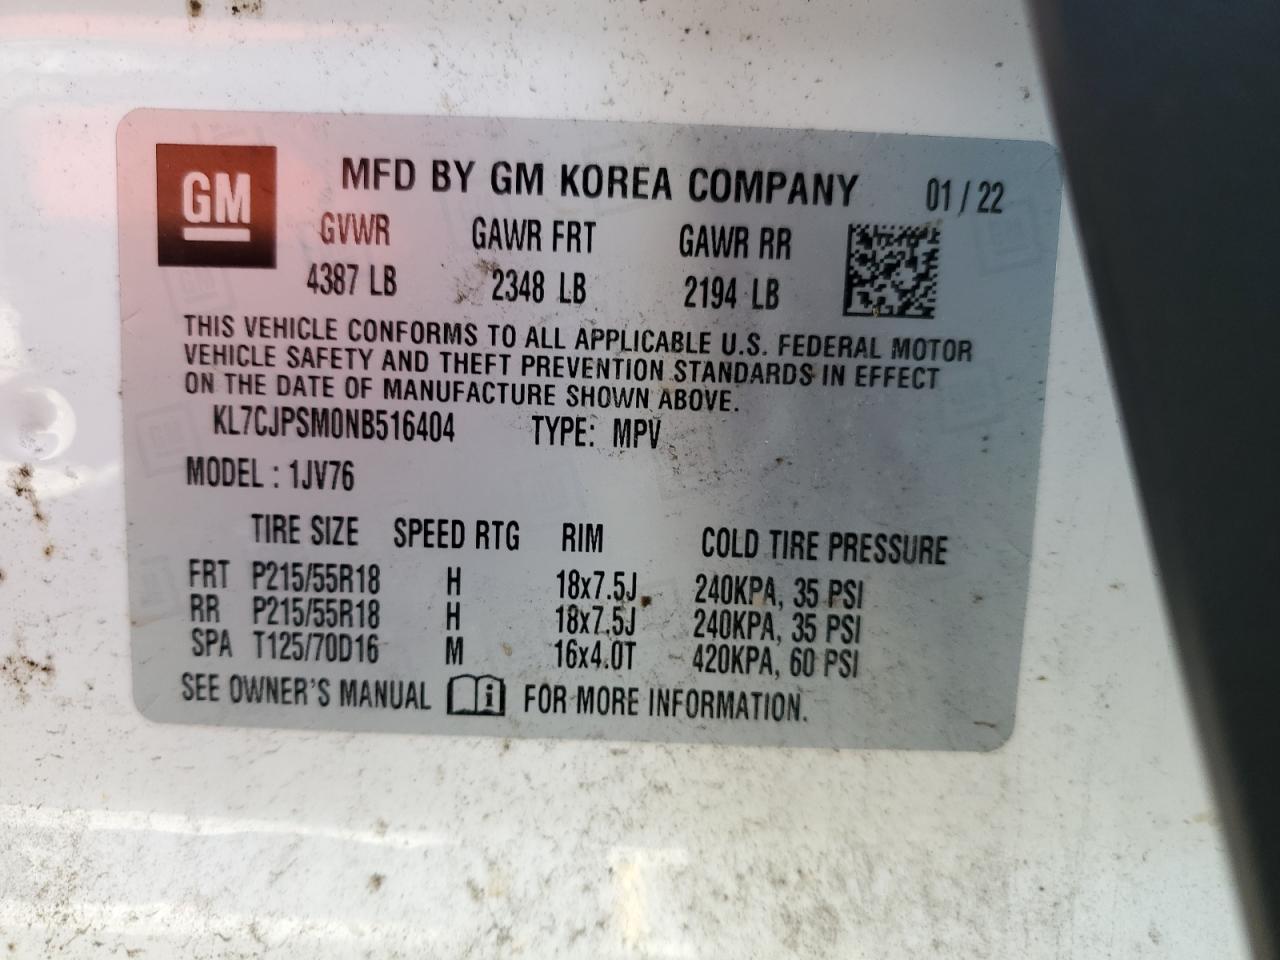 GM
MFD BY GM KOREA COMPANY 01 / 22
GVWR GAWR FRT GAWR RR
4387 LB 2348 LB 2194 LB
THIS VEHICLE CONFORMS TO ALL APPLICABLE U.S. FEDERAL MOTOR
VEHICLE SAFETY AND THEFT PREVENTION STANDARDS IN EFFECT
ON THE DATE OF MANUFACTURE SHOWN ABOVE.
KL7CJPSM0NB516404 TYPE: MPV
MODEL : 1JV76
TIRE SIZE SPEED RTG RIM COLD TIRE PRESSURE
FRT P215/55R18 H 18x7.5J 240KPA, 35 PSI
RR P215/55R18 H 18x7.5J 240KPA, 35 PSI
SPA T125/70D16 M 16x4.0T 420KPA, 60 PSI
SEE OWNER'S MANUAL i FOR MORE INFORMATION.